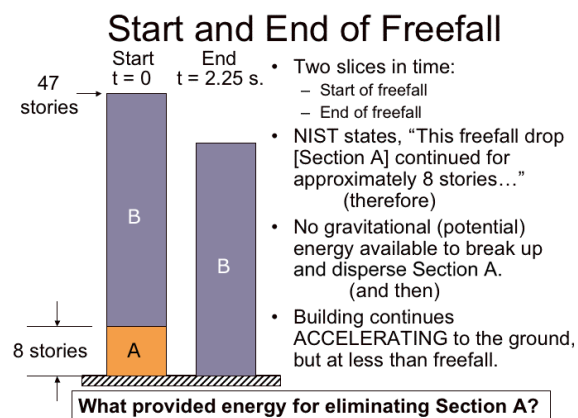 Start and End of Freefall
Start
t = 0
End
t = 2.25 s.
47
stories
B
B
8 stories
A
• Two slices in time:
– Start of freefall
– End of freefall
• NIST states, “This freefall drop
[Section A] continued for
approximately 8 stories…”
(therefore)
• No gravitational (potential)
energy available to break up
and disperse Section A.
(and then)
• Building continues
ACCELERATING to the ground,
but at less than freefall.
What provided energy for eliminating Section A?